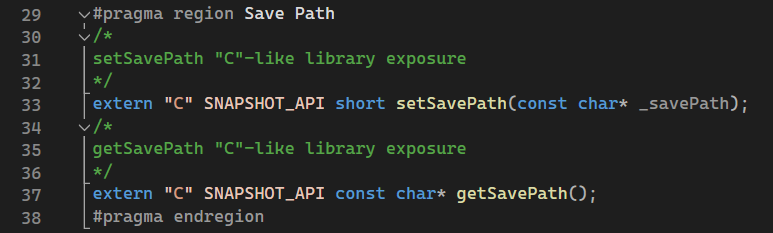 29 #pragma region Save Path
30 /*
31 setSavePath "C"-like library exposure
32 */
33 extern "C" SNAPSHOT_API short setSavePath(const char* _savePath);
34 /*
35 getSavePath "C"-like library exposure
36 */
37 extern "C" SNAPSHOT_API const char* getSavePath();
38 #pragma endregion